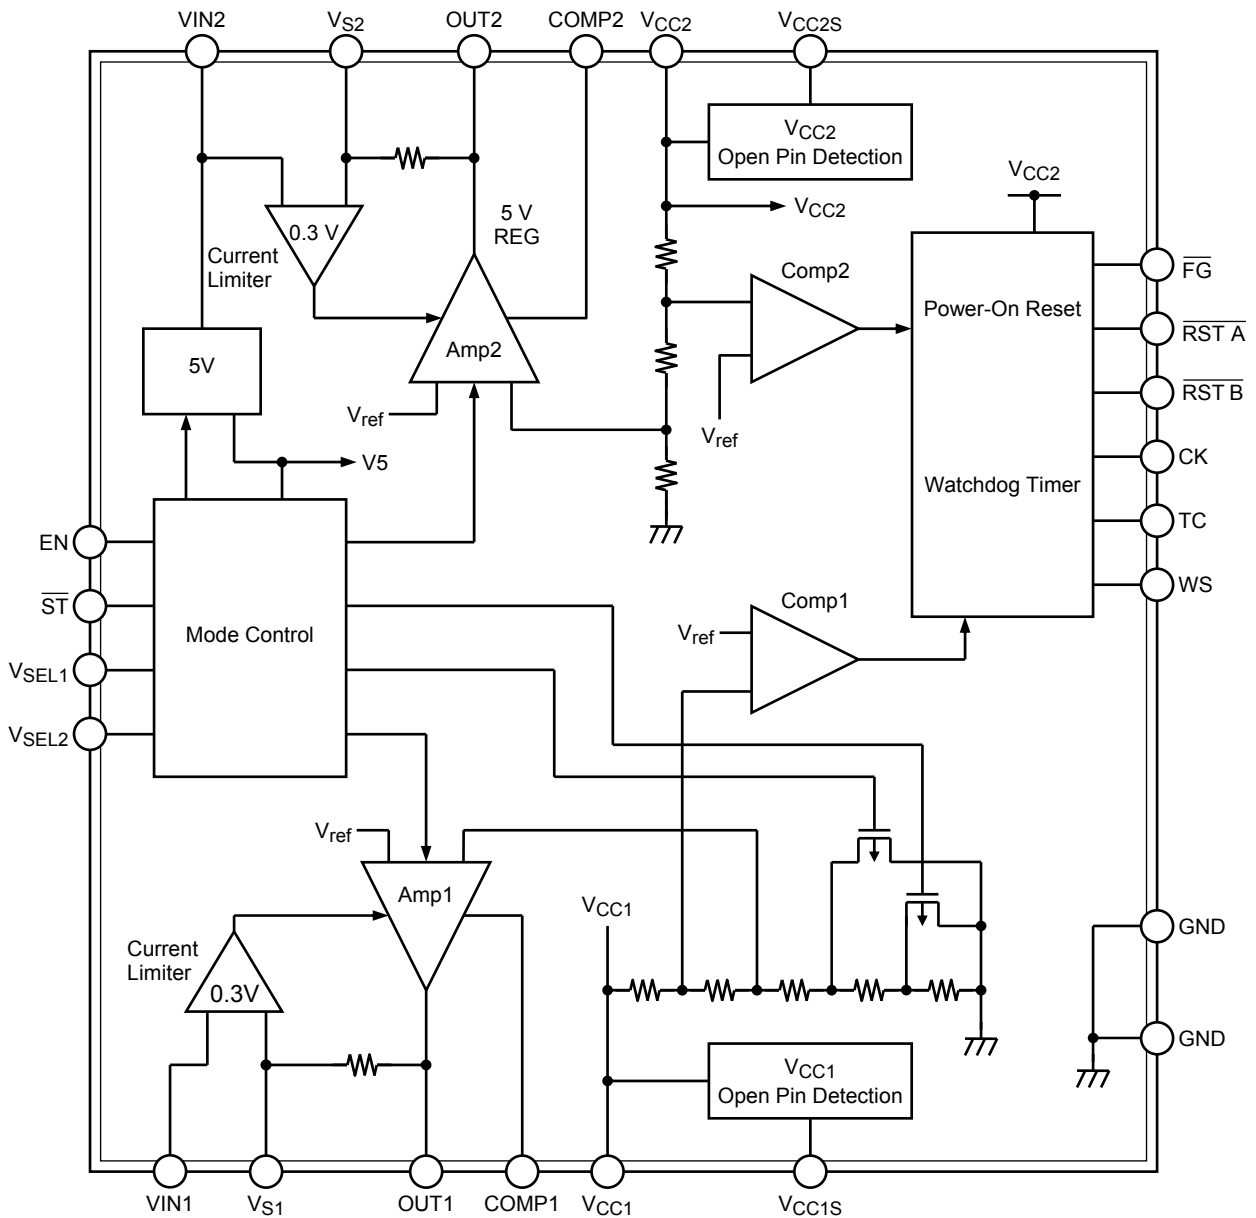 VIN2 VS2 OUT2 COMP2 VCC2 VCC2S
VCC2
Open Pin Detection
VCC2
VCC2
0.3 V
5 V
REG
Current
Limiter
Comp2
FG
Power-On Reset
RST A
Amp2
5V
RST B
Vref
Vref
V5
CK
Watchdog Timer
TC
EN
WS
ST
Comp1
Mode Control
Vref
VSEL1
VSEL2
Vref
Amp1
VCC1
GND
Current
Limiter
0.3V
GND
VCC1
Open Pin Detection
VIN1 VS1 OUT1 COMP1 VCC1 VCC1S